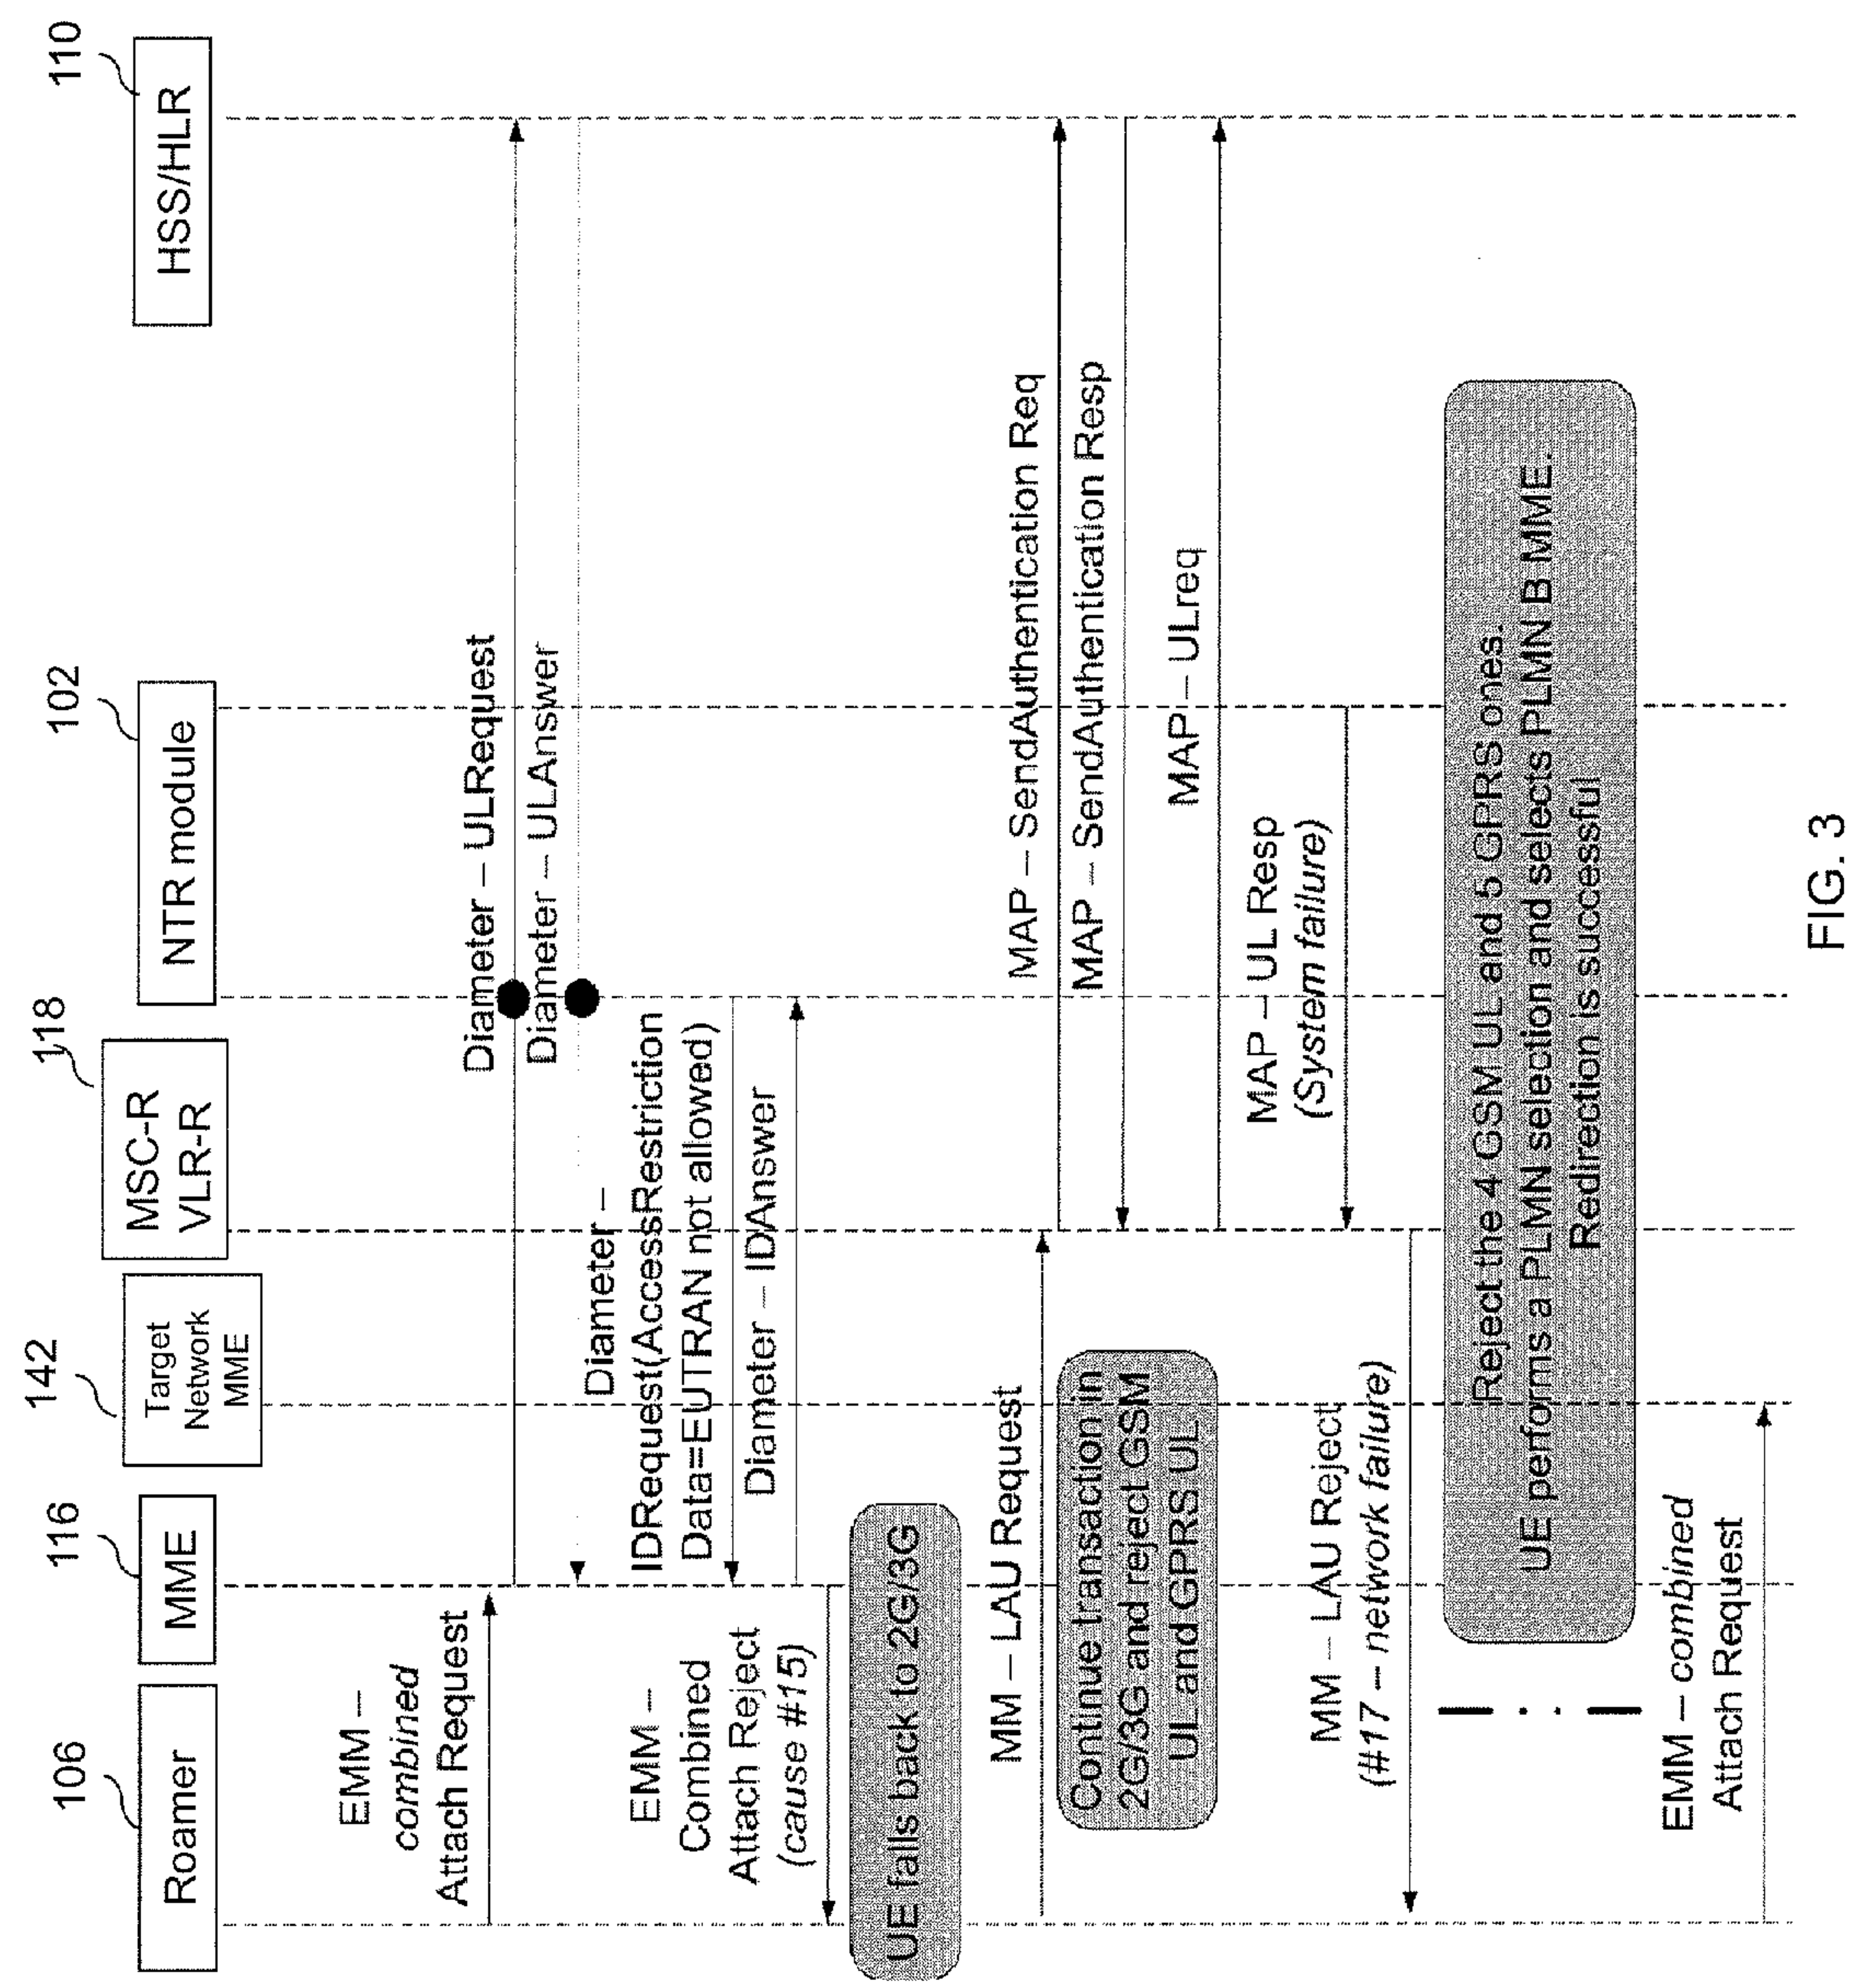 106
Roamer
116
MME
142
Target
Network
MME
118
MSC-R
VLR-R
102
NTR module
110
HSS/HLR
EMM –
combined
Attach Request
Diameter – ULRequest
Diameter – ULAnswer
Diameter –
IDRequest(AccessRestriction
Data=EUTRAN not allowed)
Diameter – IDAnswer
EMM –
Combined
Attach Reject
(cause #15)
UE falls back to 2G/3G
MM – LAU Request
MAP – SendAuthentication Req
MAP – SendAuthentication Resp
Continue transaction in
2G/3G and reject GSM
UL and GPRS UL
MAP – ULreq
MAP – UL Resp
(System failure)
MM – LAU Reject
(#17 – network failure)
Reject the 4 GSM UL and 5 GPRS ones.
UE performs a PLMN selection and selects PLMN B MME.
Redirection is successful
EMM – combined
Attach Request
FIG. 3